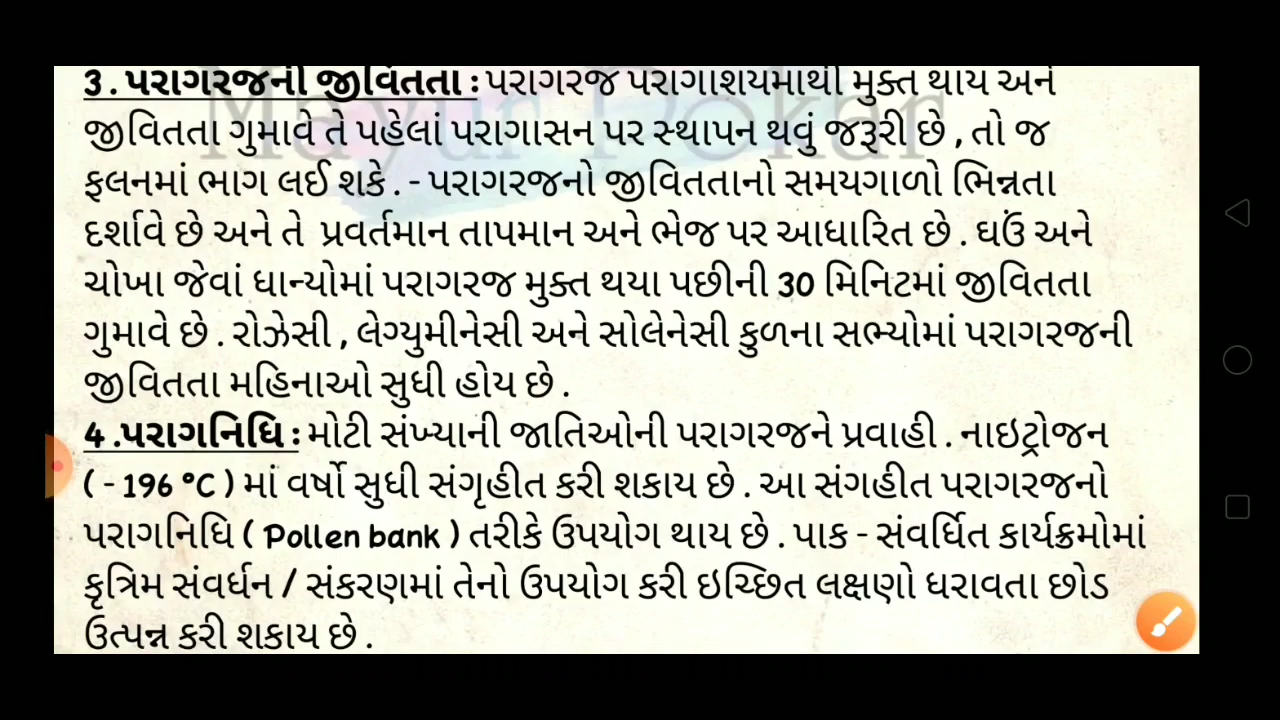 3 . પરાગરજની જીવિતતા : પરાગરજ પરાગાશયમાંથી મુક્ત થાય અને
જીવિતતા ગુમાવે તે પહેલાં પરાગાસન પર સ્થાપન થવું જરૂરી છે , તો જ
ફલનમાં ભાગ લઈ શકે . - પરાગરજનો જીવિતતાનો સમયગાળો ભિન્નતા
દર્શાવે છે અને તે પ્રવર્તમાન તાપમાન અને ભેજ પર આધારિત છે . ઘઉં અને
ચોખા જેવાં ધાન્યોમાં પરાગરજ મુક્ત થયા પછીની 30 મિનિટમાં જીવિતતા
ગુમાવે છે . રોઝેસી , લેગ્યુમીનેસી અને સોલેનેસી કુળના સભ્યોમાં પરાગરજની
જીવિતતા મહિનાઓ સુધી હોય છે .
4 .પરાગનિધિ : મોટી સંખ્યાની જાતિઓની પરાગરજને પ્રવાહી . નાઇટ્રોજન
( - 196 °C ) માં વર્ષો સુધી સંગૃહીત કરી શકાય છે . આ સંગહીત પરાગરજનો
પરાગનિધિ ( Pollen bank ) તરીકે ઉપયોગ થાય છે . પાક - સંવર્ધિત કાર્યક્રમોમાં
કૃત્રિમ સંવર્ધન / સંકરણમાં તેનો ઉપયોગ કરી ઇચ્છિત લક્ષણો ધરાવતા છોડ
ઉત્પન્ન કરી શકાય છે .
Mayur Pokar